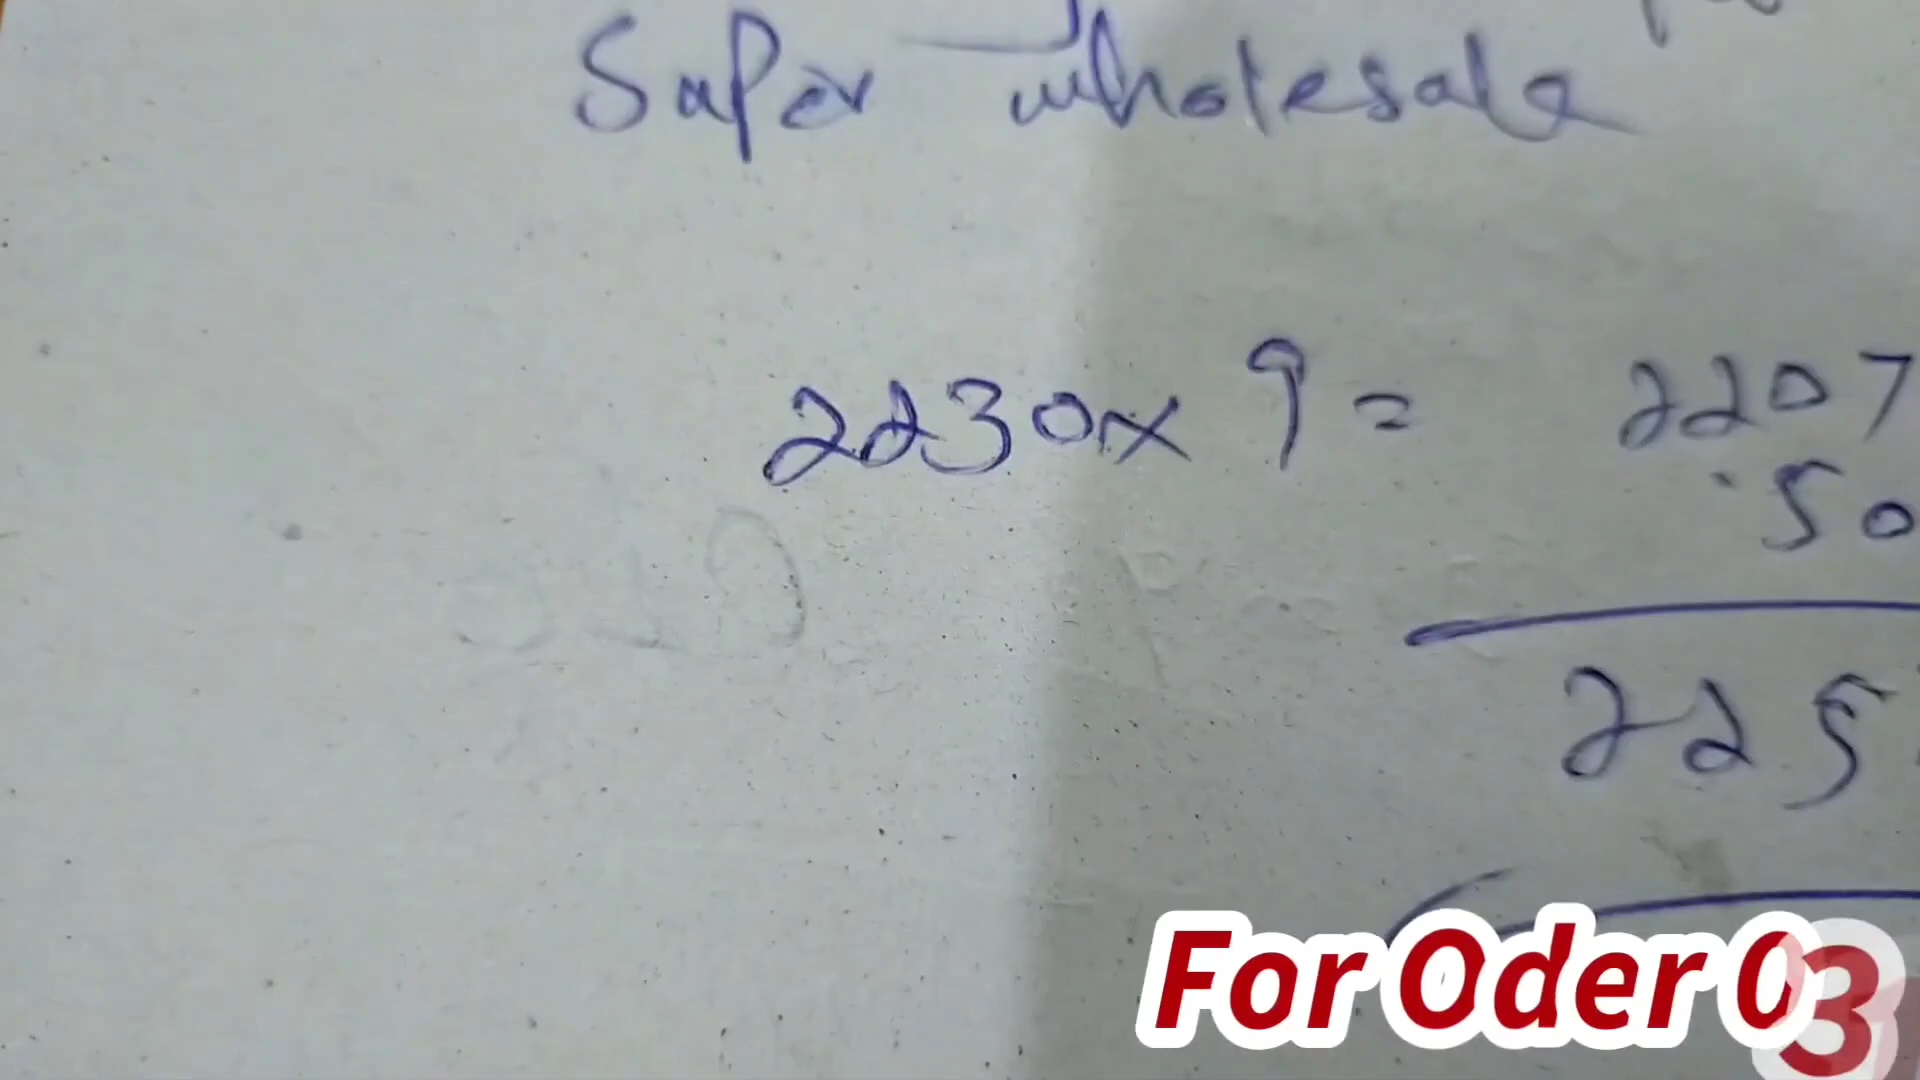 Super wholesale
2230x 9 = 2207
50
225
For Oder 03